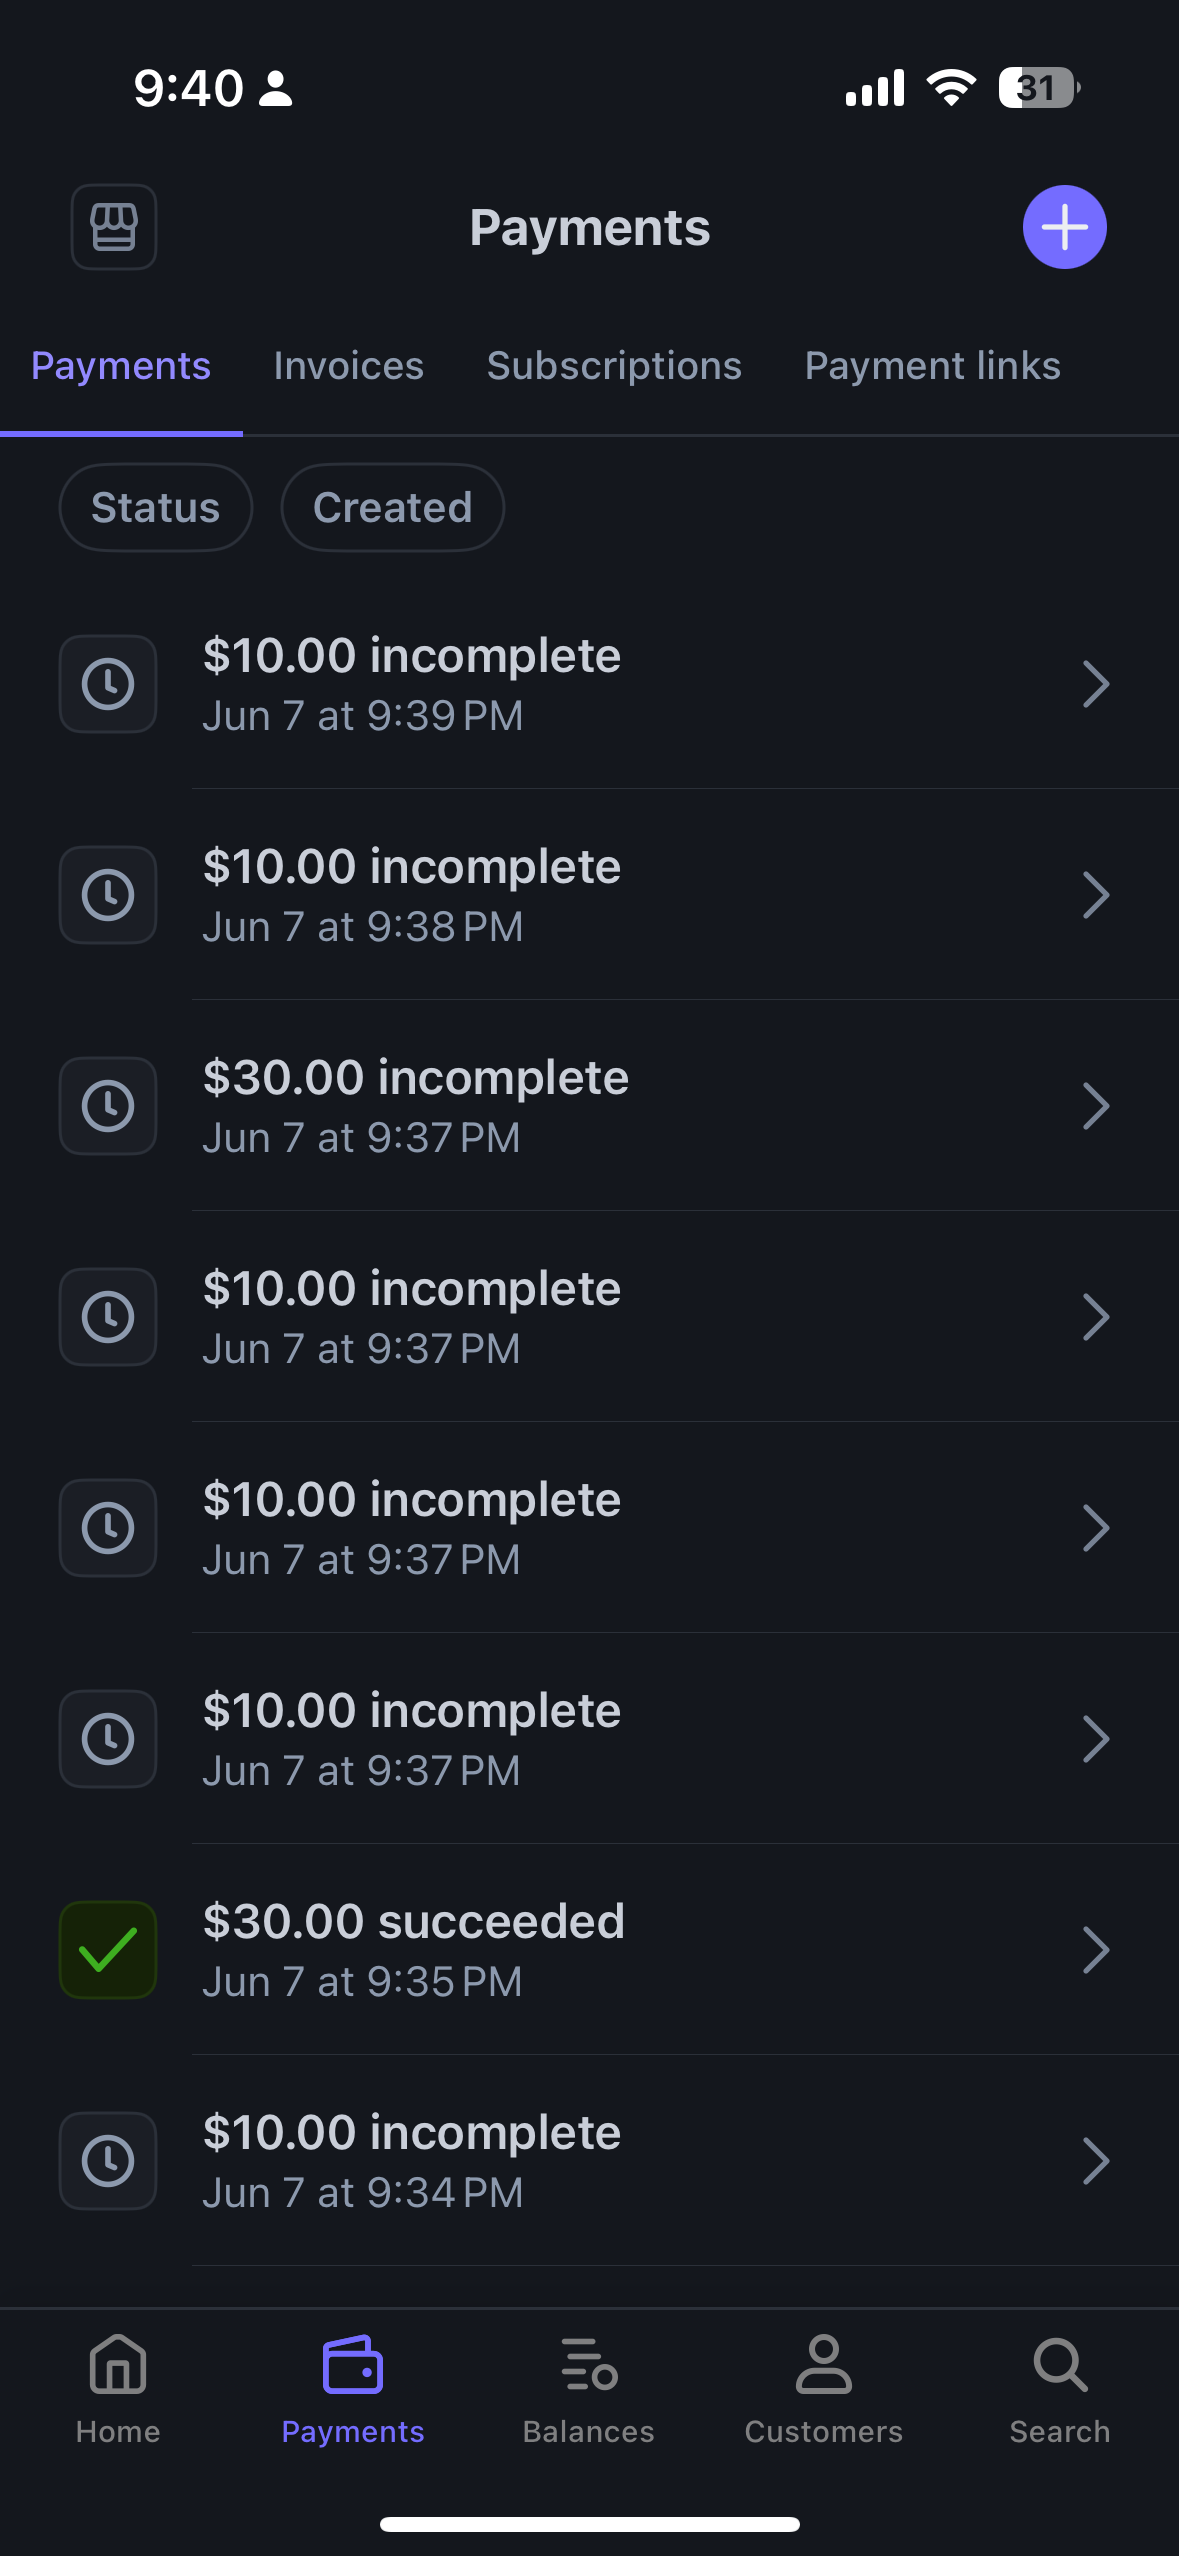 9:40
31
Payments
Payments Invoices Subscriptions Payment links
Status Created
$10.00 incomplete
Jun 7 at 9:39 PM
$10.00 incomplete
Jun 7 at 9:38 PM
$30.00 incomplete
Jun 7 at 9:37 PM
$10.00 incomplete
Jun 7 at 9:37 PM
$10.00 incomplete
Jun 7 at 9:37 PM
$10.00 incomplete
Jun 7 at 9:37 PM
$30.00 succeeded
Jun 7 at 9:35 PM
$10.00 incomplete
Jun 7 at 9:34 PM
Home Payments Balances Customers Search